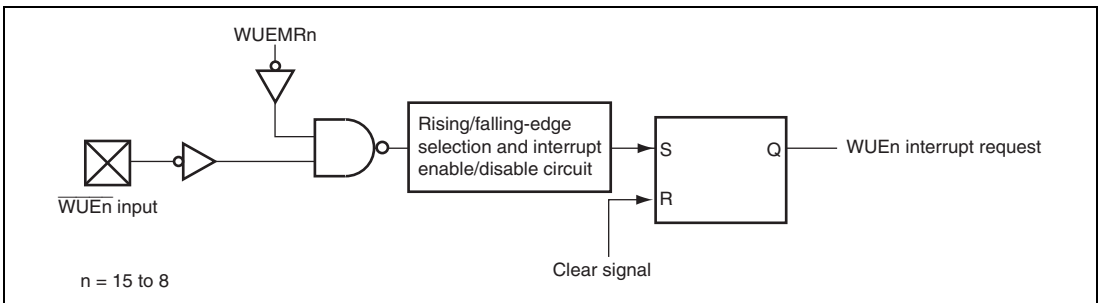 WUEMRn
Rising/falling-edge
selection and interrupt
enable/disable circuit
S
Q
WUEn interrupt request
R
W̅U̅E̅n̅ input
Clear signal
n = 15 to 8